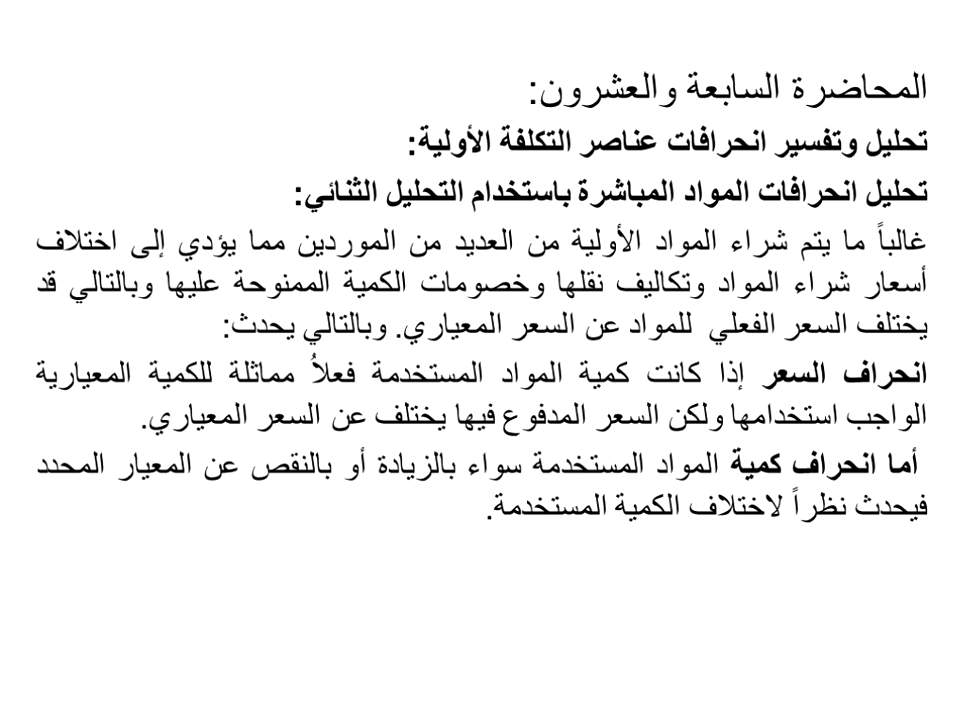 المحاضرة السابعة والعشرون:
تحليل وتفسير انحرافات عناصر التكلفة الأولية:
تحليل انحرافات المواد المباشرة باستخدام التحليل الثنائي:
غالباً ما يتم شراء المواد الأولية من العديد من الموردين مما يؤدي إلى اختلاف
أسعار شراء المواد وتكاليف نقلها وخصومات الكمية الممنوحة عليها وبالتالي قد
يختلف السعر الفعلي للمواد عن السعر المعياري. وبالتالي يحدث:
انحراف السعر إذا كانت كمية المواد المستخدمة فعلاُ مماثلة للكمية المعيارية
الواجب استخدامها ولكن السعر المدفوع فيها يختلف عن السعر المعياري.
أما انحراف كمية المواد المستخدمة سواء بالزيادة أو بالنقص عن المعيار المحدد
فيحدث نظراً لاختلاف الكمية المستخدمة.